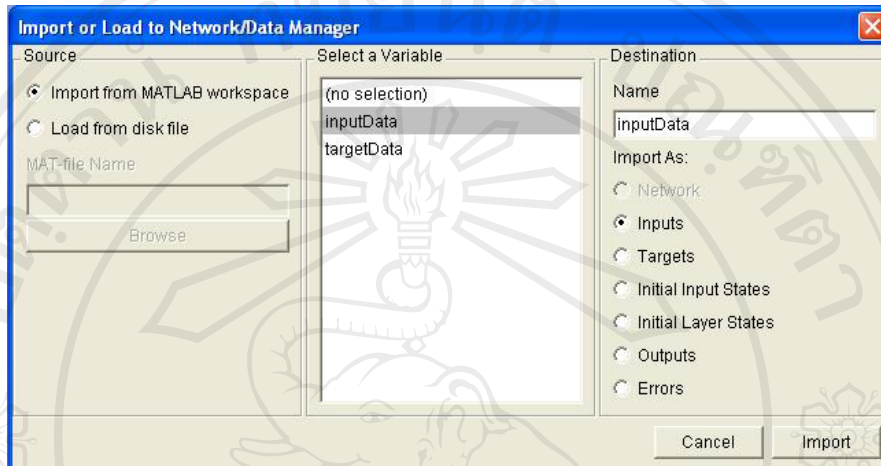 Import or Load to Network/Data Manager
Source
Import from MATLAB workspace
Load from disk file
MAT-file Name
Browse
Select a Variable
(no selection)
inputData
targetData
Destination
Name
inputData
Import As:
Network
Inputs
Targets
Initial Input States
Initial Layer States
Outputs
Errors
Cancel
Import